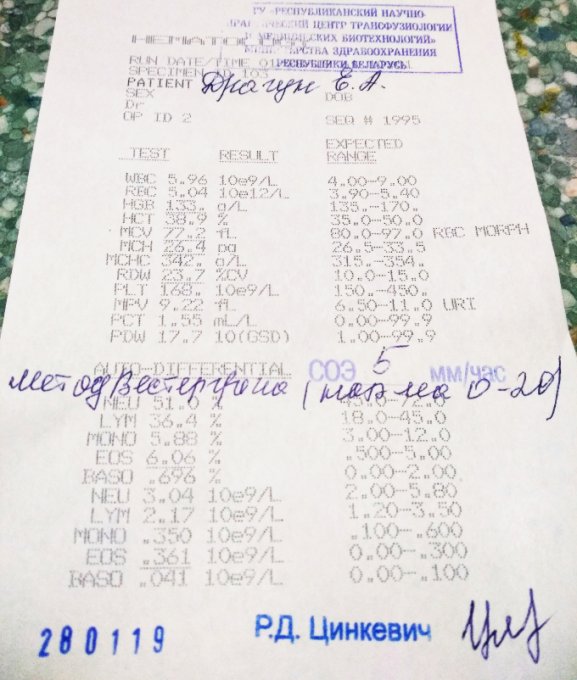 ГУ «РЕСПУБЛИКАНСКИЙ НАУЧНО-
ПРАКТИЧЕСКИЙ ЦЕНТР ТРАНСФУЗИОЛОГИИ
И МЕДИЦИНСКИХ БИОТЕХНОЛОГИЙ»
МИНИСТЕРСТВА ЗДРАВООХРАНЕНИЯ
РЕСПУБЛИКИ БЕЛАРУСЬ
RUN DATE/TIME
SPECIMEN 103
PATIENT Драгун Е.А.
SEX DOB
Dr
OP ID 2 SEQ # 1995
TEST RESULT EXPECTED RANGE
WBC 5.96 10e9/L 4.00-9.00
RBC 5.04 10e12/L 3.90-5.40
HGB 133. g/L 135.-170.
HCT 38.9 % 35.0-50.0
MCV 77.2 fL 80.0-97.0 RBC MORPH
MCH 26.4 pg 26.5-33.5
MCHC 342. g/L 315.-354.
RDW 23.7 %CV 10.0-15.0
PLT 168. 10e9/L 150.-450.
MPV 9.22 fL 6.50-11.0 URI
PCT 1.55 mL/L 0.00-99.9
PDW 17.7 10(GSD) 1.00-99.9
AUTO-DIFFERENTIAL СОЭ 5 мм/час
метод Вестергрена (норма 0-20)
NEU 51.0 %
LYM 36.4 % 18.0-45.0
MONO 5.88 % 3.00-12.0
EOS 6.06 % .500-5.00
BASO .696 % 0.00-2.00
NEU 3.04 10e9/L 2.00-5.80
LYM 2.17 10e9/L 1.20-3.50
MONO .350 10e9/L .100-.600
EOS .361 10e9/L 0.00-.300
BASO .041 10e9/L 0.00-.100
280119 Р.Д. Цинкевич